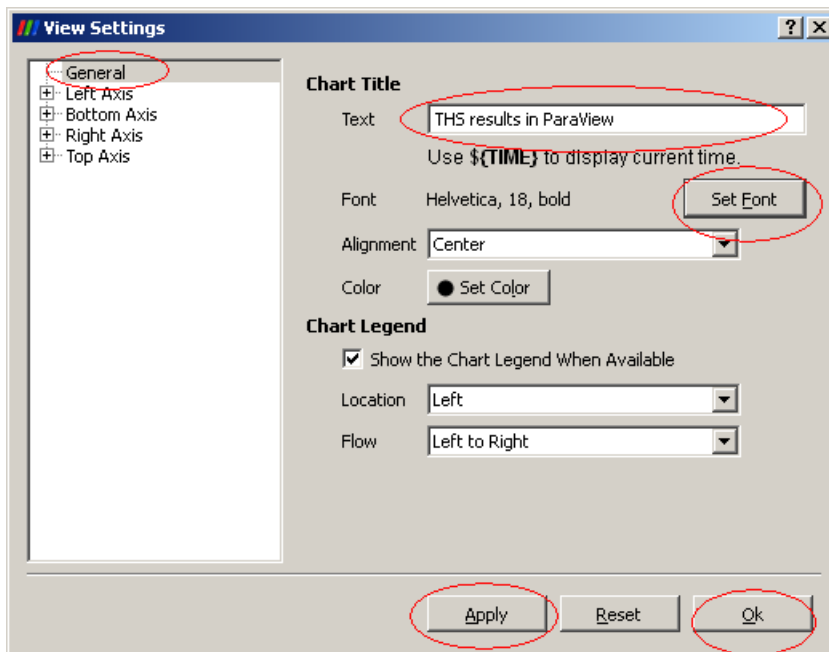 View Settings
General
Left Axis
Bottom Axis
Right Axis
Top Axis
Chart Title
Text THS results in ParaView
Use ${TIME} to display current time.
Font Helvetica, 18, bold Set Font
Alignment Center
Color Set Color
Chart Legend
Show the Chart Legend When Available
Location Left
Flow Left to Right
Apply Reset Ok